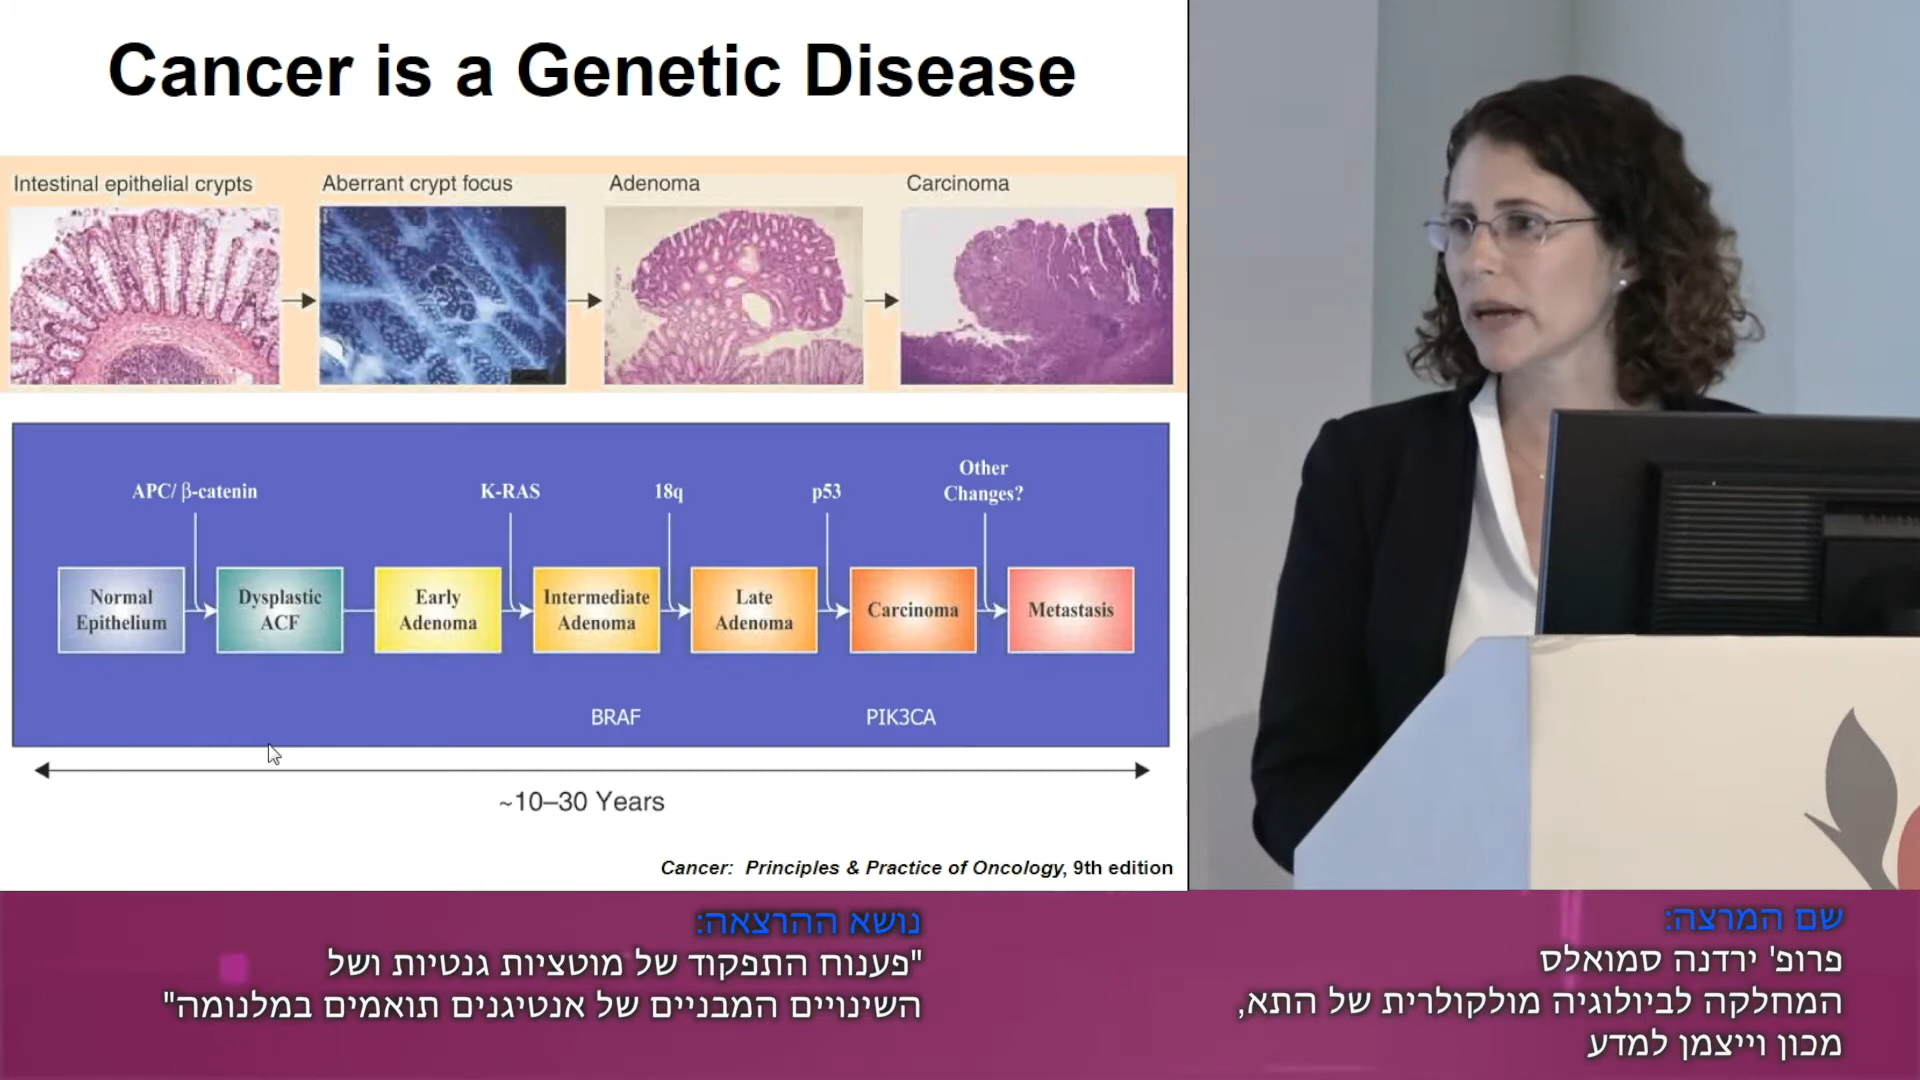 Cancer is a Genetic Disease
Intestinal epithelial crypts
Aberrant crypt focus
Adenoma
Carcinoma
APC/ β-catenin
K-RAS
18q
p53
Other
Changes?
Normal
Epithelium
Dysplastic
ACF
Early
Adenoma
Intermediate
Adenoma
Late
Adenoma
Carcinoma
Metastasis
BRAF
PIK3CA
~10–30 Years
Cancer: Principles & Practice of Oncology, 9th edition
שם המרצה:
פרופ' ירדנה סמואלס
המחלקה לביולוגיה מולקולרית של התא,
מכון וייצמן למדע
נושא ההרצאה:
"פענוח התפקוד של מוטציות גנטיות ושל
השינויים המבניים של אנטיגנים תואמים במלנומה"